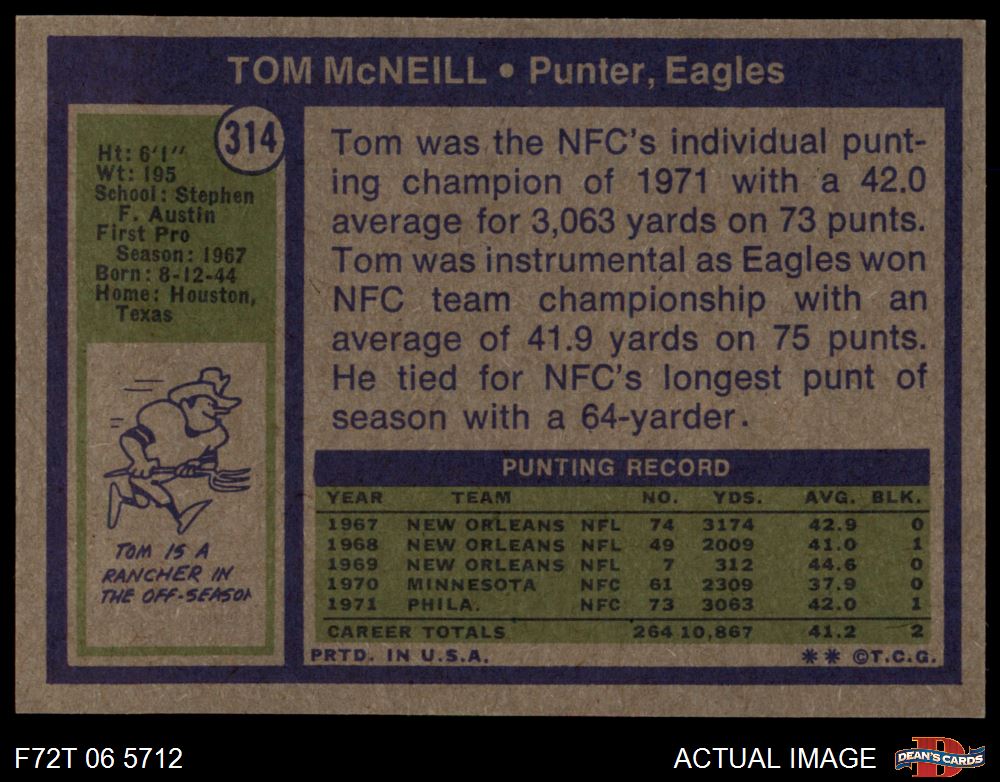 TOM McNEILL • Punter, Eagles
314
Ht: 6'1"
Wt: 195
School: Stephen
F. Austin
First Pro
Season: 1967
Born: 8-12-44
Home: Houston,
Texas
TOM IS A
RANCHER IN
THE OFF-SEASON
Tom was the NFC's individual punt-
ing champion of 1971 with a 42.0
average for 3,063 yards on 73 punts.
Tom was instrumental as Eagles won
NFC team championship with an
average of 41.9 yards on 75 punts.
He tied for NFC's longest punt of
season with a 64-yarder.
PUNTING RECORD
YEAR TEAM NO. YDS. AVG. BLK.
1967 NEW ORLEANS NFL 74 3174 42.9 0
1968 NEW ORLEANS NFL 49 2009 41.0 1
1969 NEW ORLEANS NFL 7 312 44.6 0
1970 MINNESOTA NFC 61 2309 37.9 0
1971 PHILA. NFC 73 3063 42.0 1
CAREER TOTALS 264 10,867 41.2 2
PRTD. IN U.S.A. ** ©T.C.G.
F72T 06 5712 ACTUAL IMAGE D DEAN'S CARDS